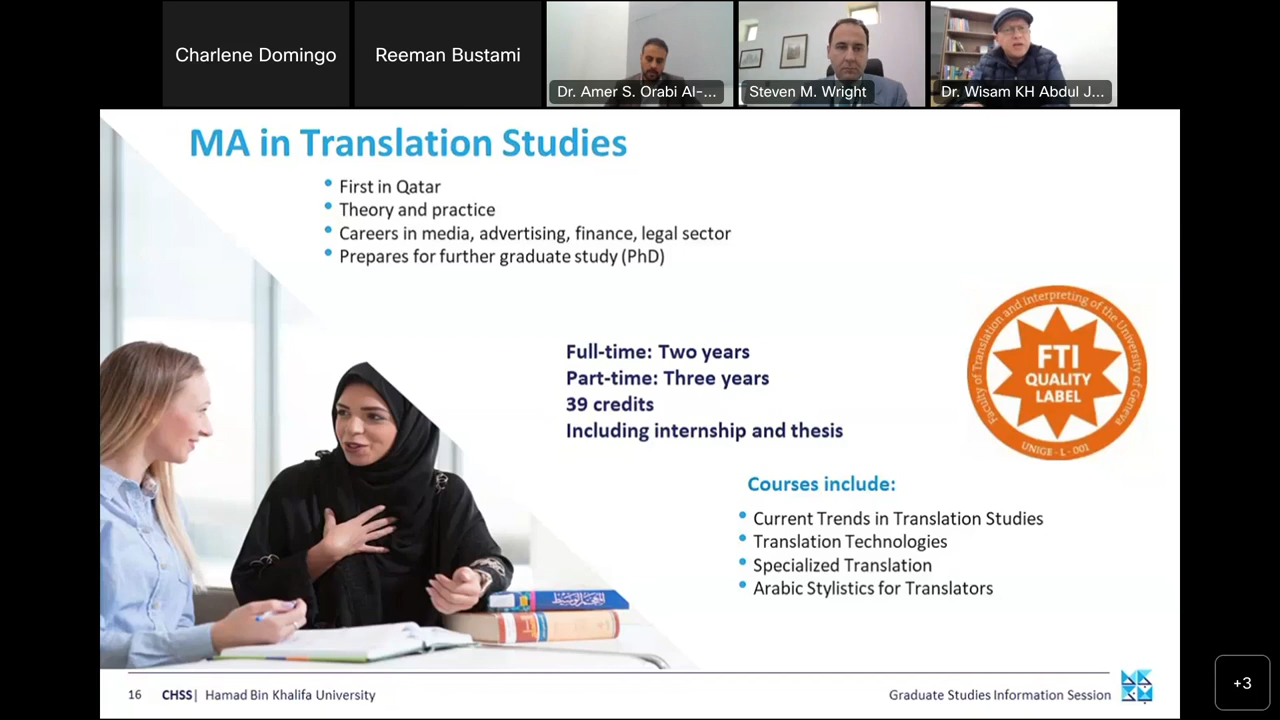 Charlene Domingo
Reeman Bustami
Dr. Amer S. Orabi Al-...
Steven M. Wright
Dr. Wisam KH Abdul J...
MA in Translation Studies
• First in Qatar
• Theory and practice
• Careers in media, advertising, finance, legal sector
• Prepares for further graduate study (PhD)
Full-time: Two years
Part-time: Three years
39 credits
Including internship and thesis
Faculty of Translation and Interpreting of the University of Geneva
FTI
QUALITY
LABEL
UNIGE - L - 001
Courses include:
• Current Trends in Translation Studies
• Translation Technologies
• Specialized Translation
• Arabic Stylistics for Translators
16 CHSS| Hamad Bin Khalifa University
Graduate Studies Information Session
+3